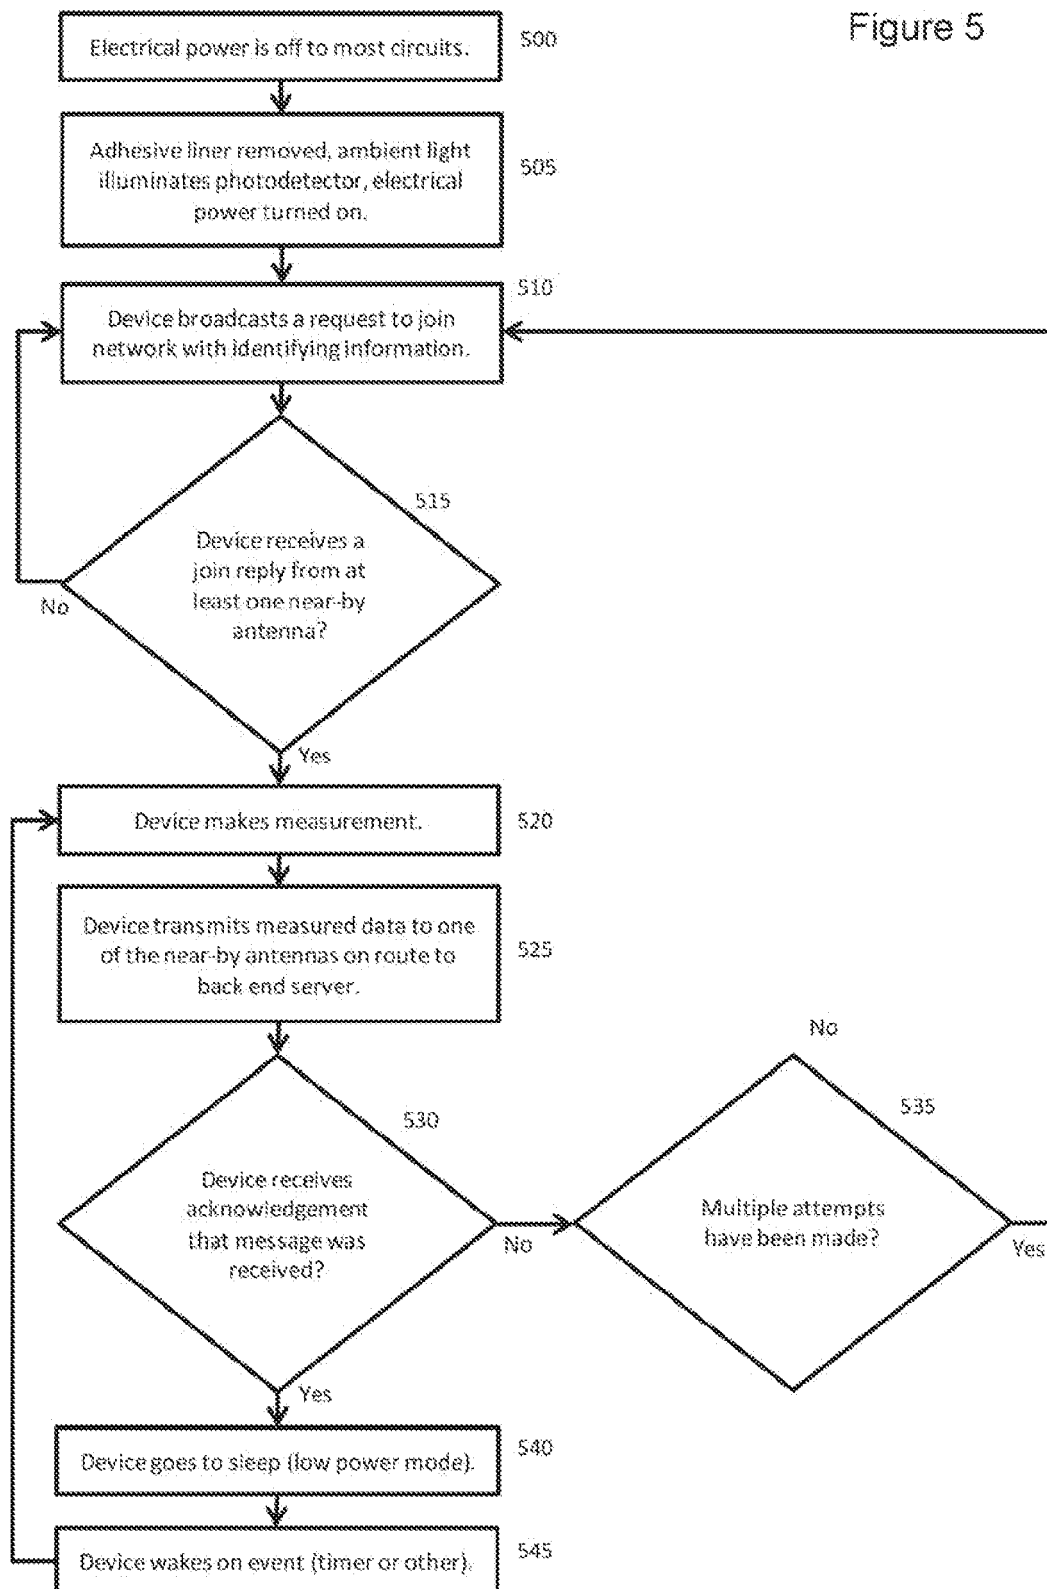 Figure 5
Electrical power is off to most circuits.
500
Adhesive liner removed, ambient light
illuminates photodetector, electrical
power turned on.
505
510
Device broadcasts a request to join
network with identifying information.
515
Device receives a
join reply from at
least one near-by
antenna?
No
Yes
Device makes measurement.
520
Device transmits measured data to one
of the near-by antennas on route to
back end server.
525
530
Device receives
acknowledgement
that message was
received?
No
No
535
Multiple attempts
have been made?
Yes
Yes
Device goes to sleep (low power mode).
540
Device wakes on event (timer or other).
545